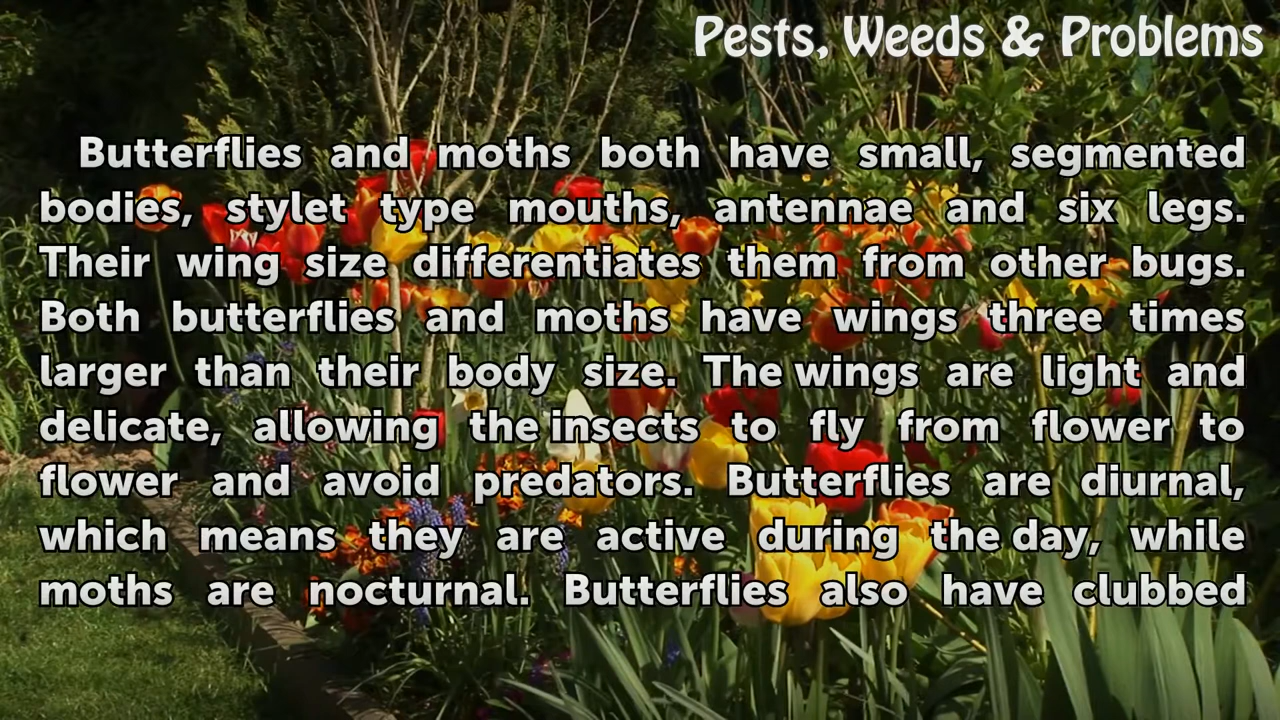 Pests, Weeds & Problems
Butterflies and moths both have small, segmented
bodies, stylet type mouths, antennae and six legs.
Their wing size differentiates them from other bugs.
Both butterflies and moths have wings three times
larger than their body size. The wings are light and
delicate, allowing the insects to fly from flower to
flower and avoid predators. Butterflies are diurnal,
which means they are active during the day, while
moths are nocturnal. Butterflies also have clubbed